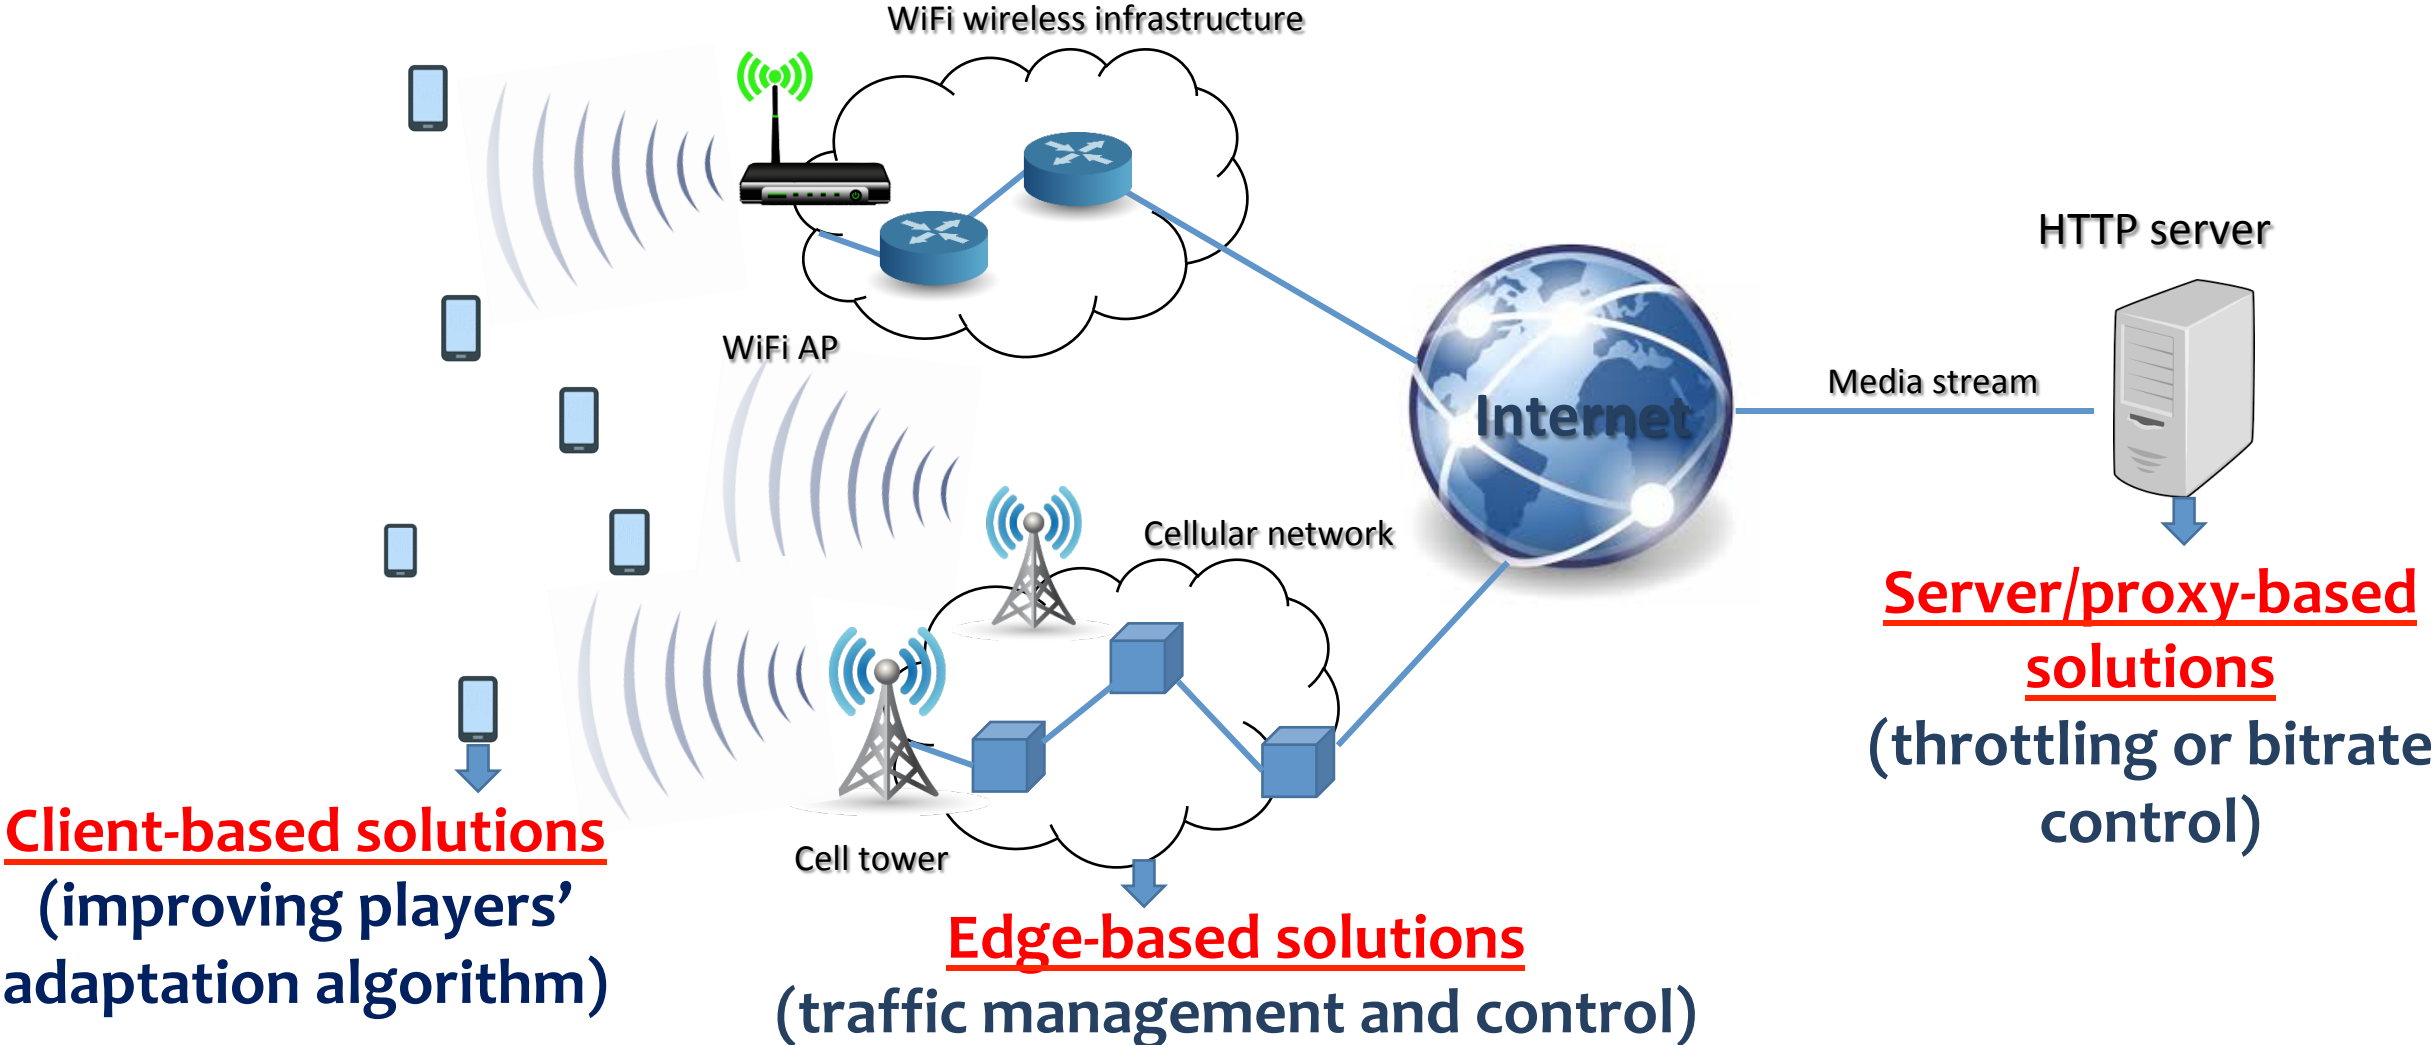 WiFi wireless infrastructure
HTTP server
WiFi AP
Media stream
Internet
Cellular network
Server/proxy-based
solutions
(throttling or bitrate
control)
Client-based solutions
(improving players’
adaptation algorithm)
Cell tower
Edge-based solutions
(traffic management and control)